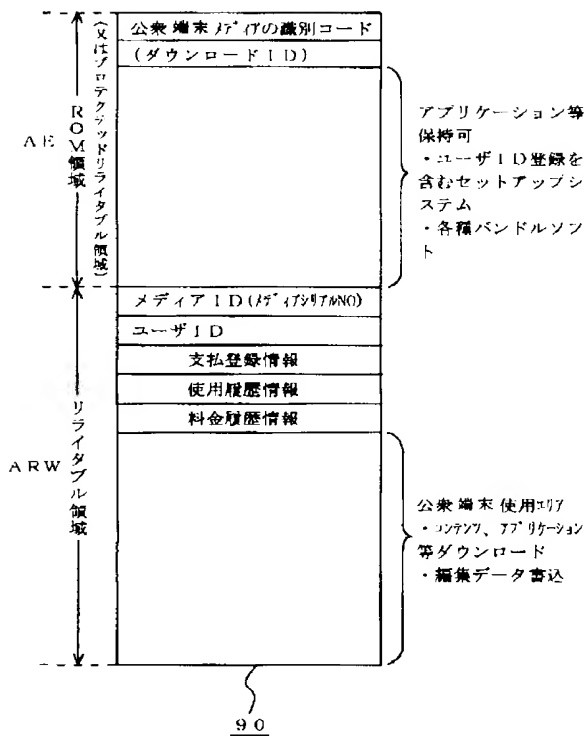 公衆端末メディアの識別コード
(ダウンロードID)
AE
ROM領域
(又はプロテクテッドリライタブル領域)
アプリケーション等
保持可
・ユーザID登録を
含むセットアップシ
ステム
・各種バンドルソフ
ト
メディアID(メディアシリアルNO)
ユーザID
支払登録情報
使用履歴情報
料金履歴情報
ARW
リライタブル領域
公衆端末使用エリア
・コンテンツ、アプリケーション
等ダウンロード
・編集データ書込
90